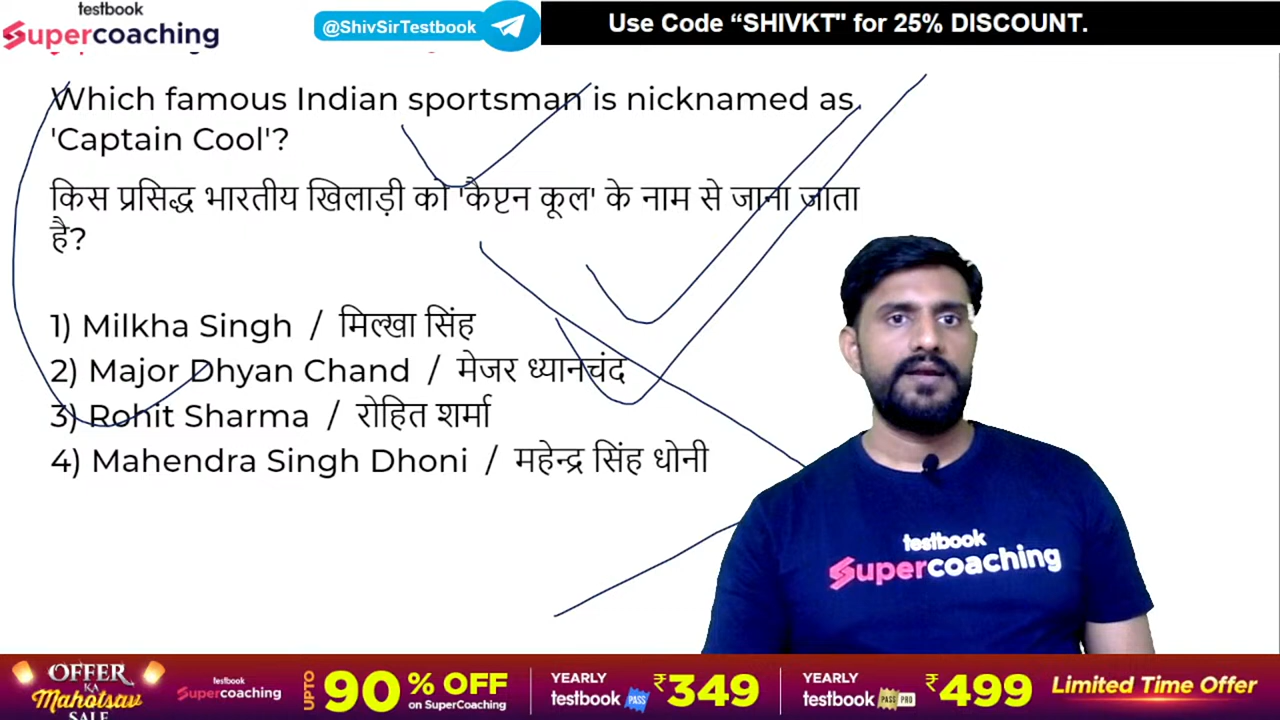 testbook
Supercoaching
@ShivSirTestbook
Use Code “SHIVKT" for 25% DISCOUNT.
Which famous Indian sportsman is nicknamed as
'Captain Cool'?
किस प्रसिद्ध भारतीय खिलाड़ी को 'कैप्टन कूल' के नाम से जाना जाता
है?
1) Milkha Singh / मिल्खा सिंह
2) Major Dhyan Chand / मेजर ध्यानचंद
3) Rohit Sharma / रोहित शर्मा
4) Mahendra Singh Dhoni / महेन्द्र सिंह धोनी
testbook
Supercoaching
OFFER
KA
Mahotsav
SALE
testbook
Supercoaching
UPTO 90% OFF
on SuperCoaching
YEARLY
testbook PASS
₹349
YEARLY
testbook PASS PRO
₹499
Limited Time Offer